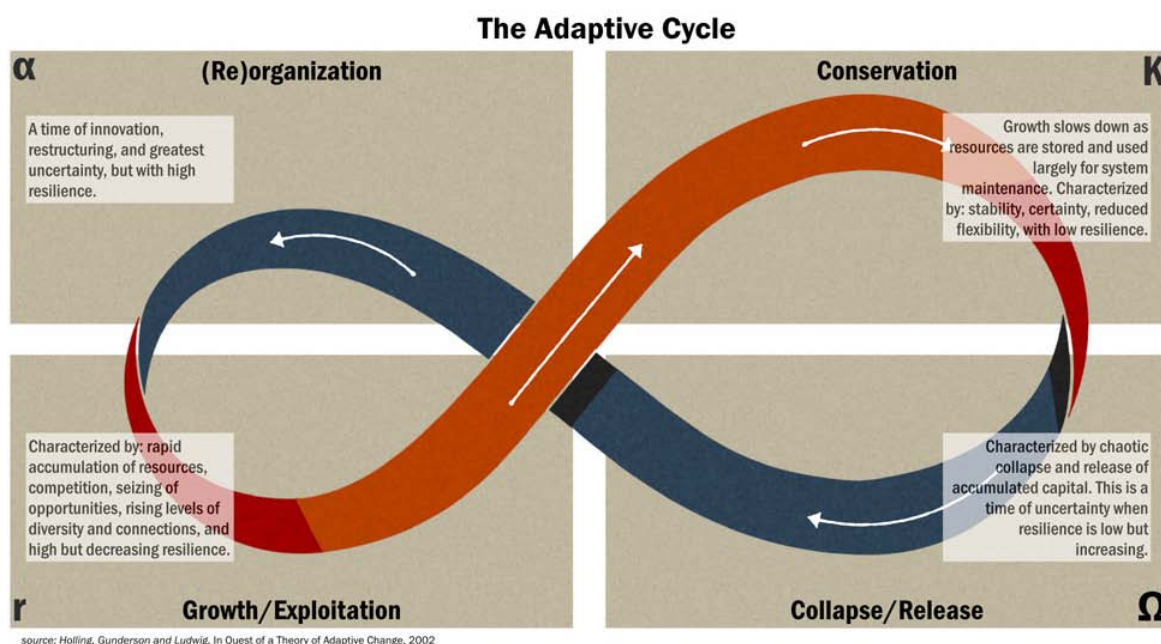 The Adaptive Cycle
α
(Re)organization
A time of innovation,
restructuring, and greatest
uncertainty, but with high
resilience.
Conservation
K
Growth slows down as
resources are stored and used
largely for system
maintenance. Characterized
by: stability, certainty, reduced
flexibility, with low resilience.
Characterized by: rapid
accumulation of resources,
competition, seizing of
opportunities, rising levels of
diversity and connections, and
high but decreasing resilience.
r
Growth/Exploitation
Characterized by chaotic
collapse and release of
accumulated capital. This is a
time of uncertainty when
resilience is low but
increasing.
Collapse/Release
Ω
source: Holling, Gunderson and Ludwig, In Quest of a Theory of Adaptive Change, 2002